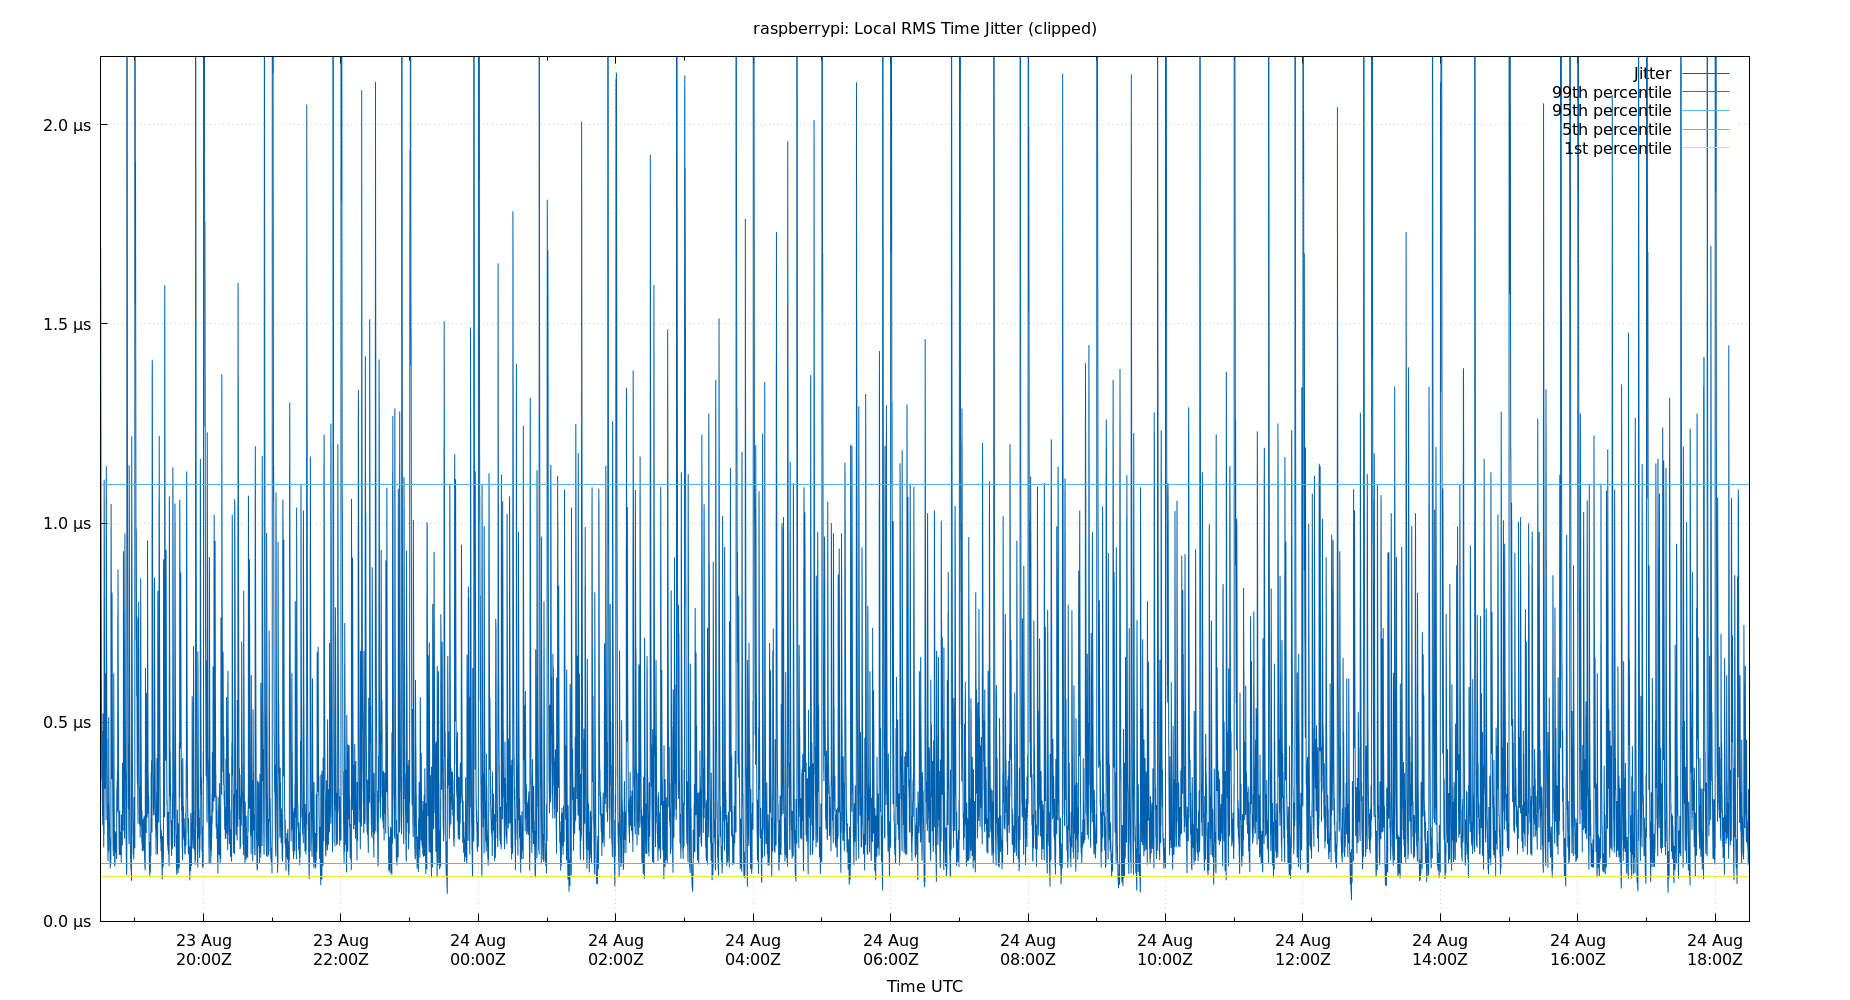 raspberrypi: Local RMS Time Jitter (clipped)
Jitter
99th percentile
95th percentile
5th percentile
1st percentile
2.0 µs
1.5 µs
1.0 µs
0.5 µs
0.0 µs
23 Aug 23 Aug 24 Aug 24 Aug 24 Aug 24 Aug 24 Aug 24 Aug 24 Aug 24 Aug 24 Aug 24 Aug
20:00Z 22:00Z 00:00Z 02:00Z 04:00Z 06:00Z 08:00Z 10:00Z 12:00Z 14:00Z 16:00Z 18:00Z
Time UTC